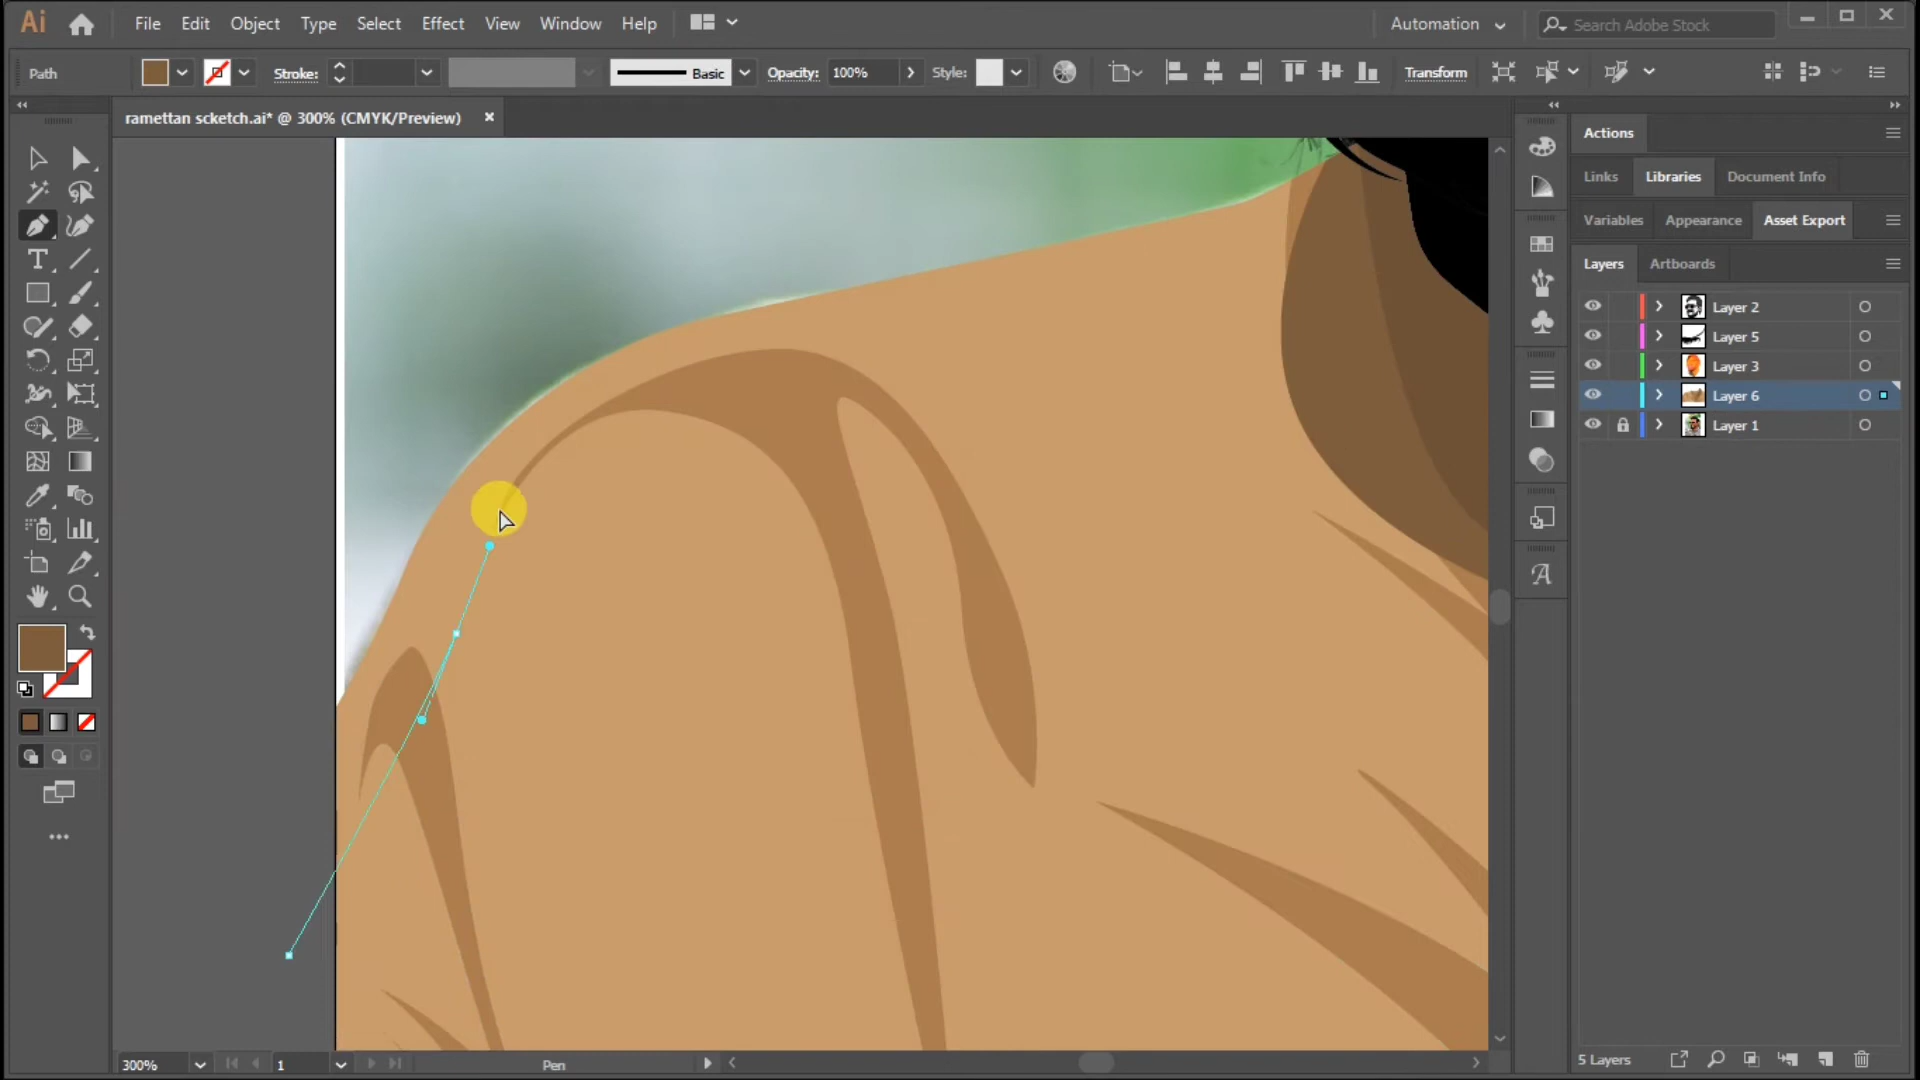 Ai File Edit Object Type Select Effect View Window Help Automation Search Adobe Stock
Path Stroke: Basic Opacity: 100% Style: Transform
ramettan scketch.ai* @ 300% (CMYK/Preview)
Actions
Links Libraries Document Info
Variables Appearance Asset Export
Layers Artboards
Layer 2
Layer 5
Layer 3
Layer 6
Layer 1
300% 1 Pen 5 Layers